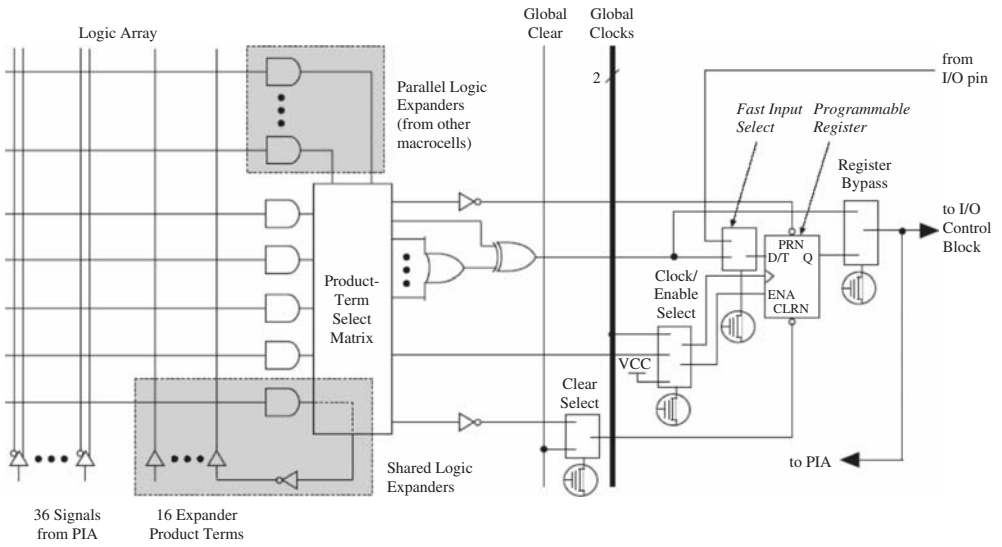 Logic Array
Global
Clear
Global
Clocks
2
Parallel Logic
Expanders
(from other
macrocells)
from
I/O pin
Fast Input
Select
Programmable
Register
Register
Bypass
to I/O
Control
Block
PRN
D/T Q
ENA
CLRN
Clock/
Enable
Select
Product-
Term
Select
Matrix
VCC
Clear
Select
Shared Logic
Expanders
to PIA
36 Signals
from PIA
16 Expander
Product Terms